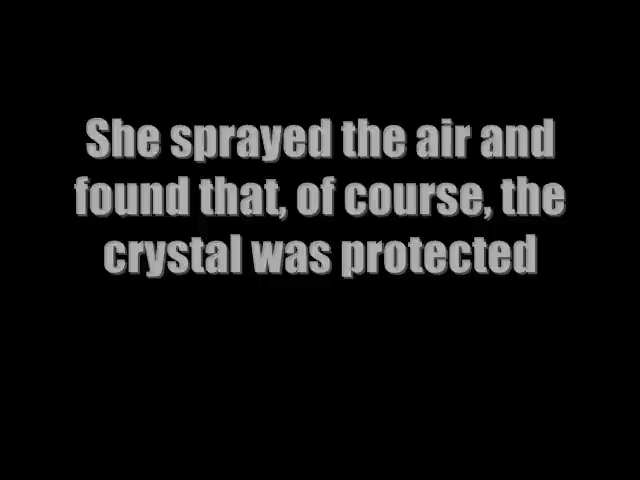 She sprayed the air and
found that, of course, the
crystal was protected